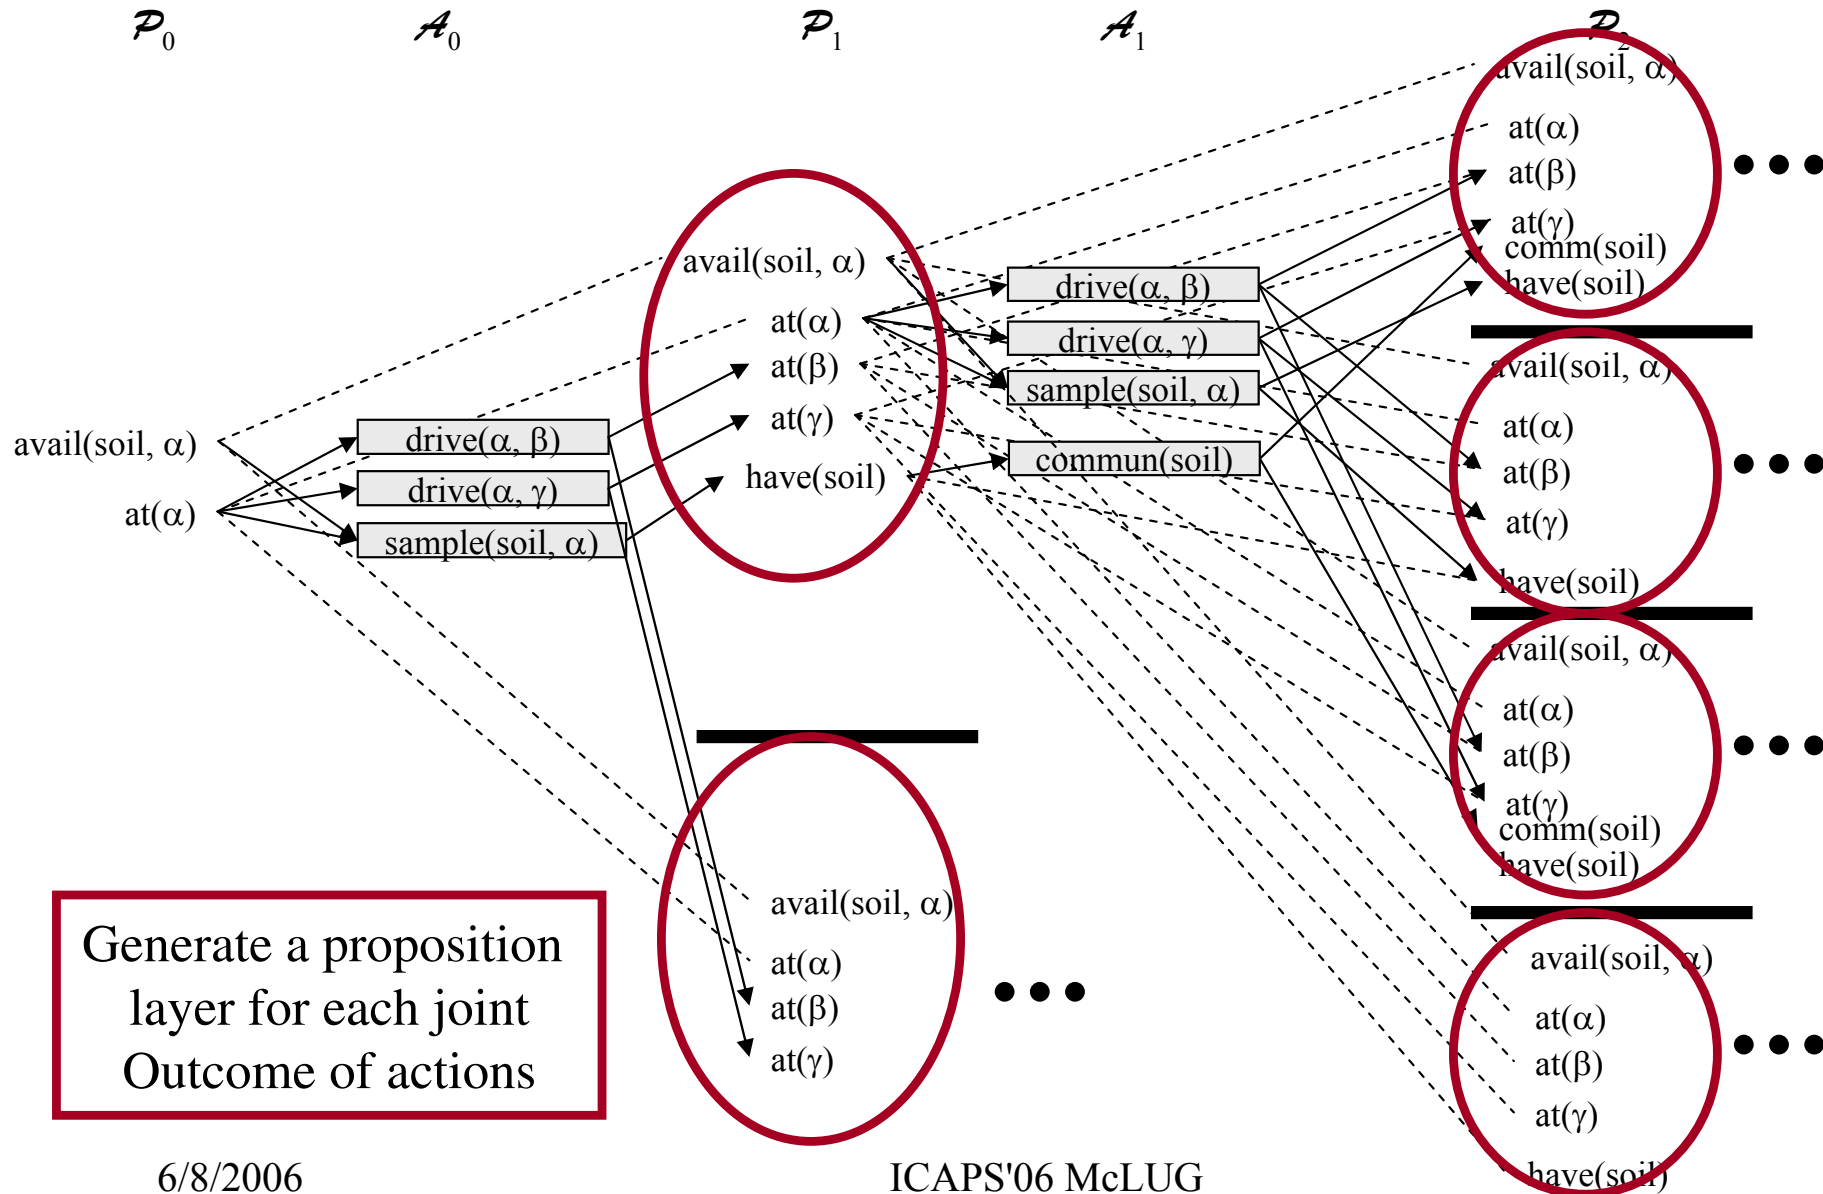 𝒫0
𝒜0
𝒫1
𝒜1
𝒫2
avail(soil, α)
at(α)
drive(α, β)
drive(α, γ)
sample(soil, α)
avail(soil, α)
at(α)
at(β)
at(γ)
have(soil)
avail(soil, α)
at(α)
at(β)
at(γ)
drive(α, β)
drive(α, γ)
sample(soil, α)
commun(soil)
avail(soil, α)
at(α)
at(β)
at(γ)
comm(soil)
have(soil)
avail(soil, α)
at(α)
at(β)
at(γ)
have(soil)
avail(soil, α)
at(α)
at(β)
at(γ)
comm(soil)
have(soil)
avail(soil, α)
at(α)
at(β)
at(γ)
have(soil)
Generate a proposition
layer for each joint
Outcome of actions
6/8/2006
ICAPS'06 McLUG